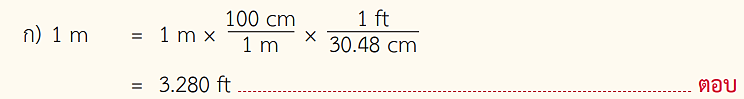 ก) 1 m = 1 m × 100 cm / 1 m × 1 ft / 30.48 cm
= 3.280 ft ........................................ ตอบ